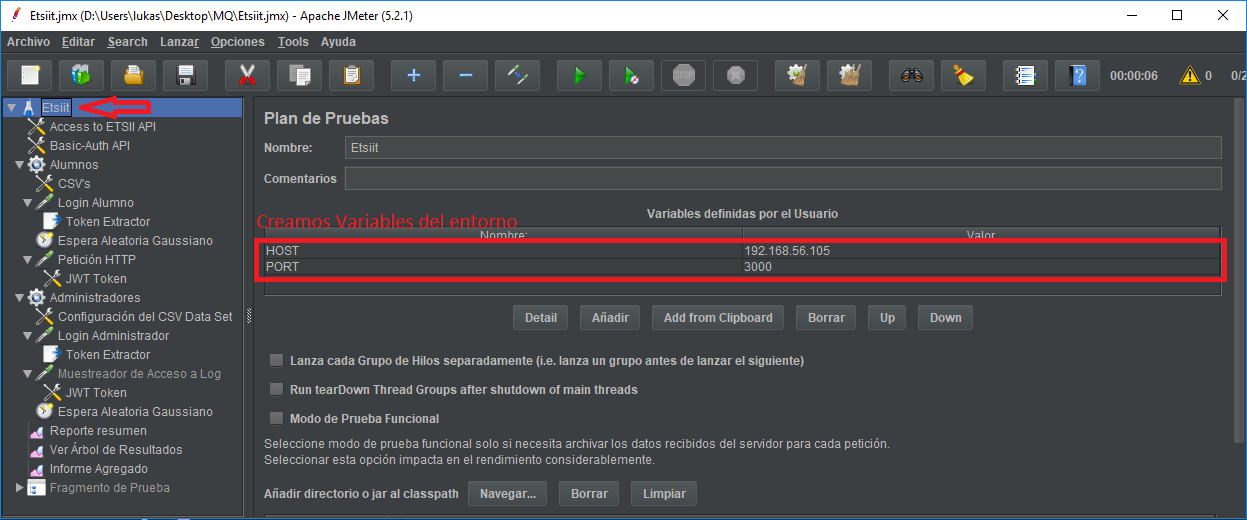 Etsiit.jmx (D:\Users\lukas\Desktop\MQ\Etsiit.jmx) - Apache JMeter (5.2.1)
Archivo Editar Search Lanzar Opciones Tools Ayuda
STOP 00:00:06 0 0/2
Etsiit
Access to ETSII API
Basic-Auth API
Alumnos
CSV's
Login Alumno
Token Extractor
Espera Aleatoria Gaussiano
Petición HTTP
JWT Token
Administradores
Configuración del CSV Data Set
Login Administrador
Token Extractor
Muestreador de Acceso a Log
JWT Token
Espera Aleatoria Gaussiano
Reporte resumen
Ver Árbol de Resultados
Informe Agregado
Fragmento de Prueba
Plan de Pruebas
Nombre: Etsiit
Comentarios
Variables definidas por el Usuario
Creamos Variables del entorno
Nombre: Valor
HOST 192.168.56.105
PORT 3000
Detail Añadir Add from Clipboard Borrar Up Down
Lanza cada Grupo de Hilos separadamente (i.e. lanza un grupo antes de lanzar el siguiente)
Run tearDown Thread Groups after shutdown of main threads
Modo de Prueba Funcional
Seleccione modo de prueba funcional solo si necesita archivar los datos recibidos del servidor para cada petición.
Seleccionar esta opción impacta en el rendimiento considerablemente.
Añadir directorio o jar al classpath Navegar... Borrar Limpiar